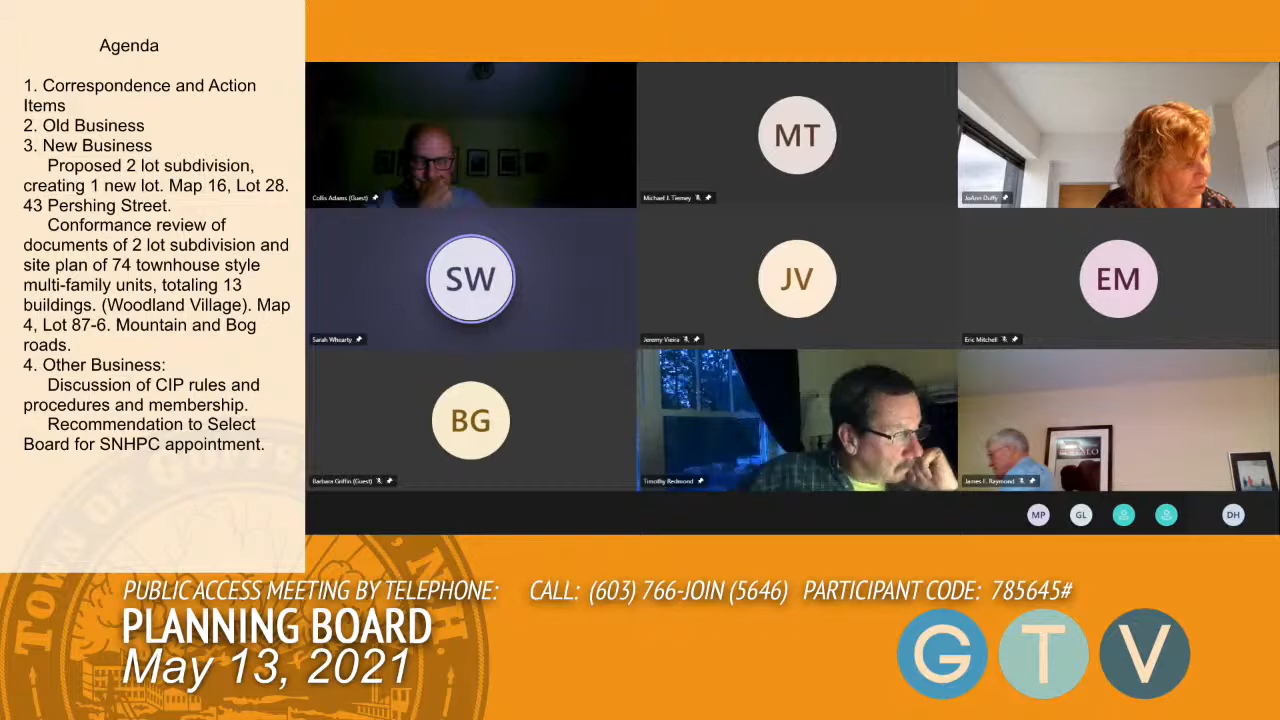 Agenda
1. Correspondence and Action
Items
2. Old Business
3. New Business
Proposed 2 lot subdivision,
creating 1 new lot. Map 16, Lot 28.
43 Pershing Street.
Conformance review of
documents of 2 lot subdivision and
site plan of 74 townhouse style
multi-family units, totaling 13
buildings. (Woodland Village). Map
4, Lot 87-6. Mountain and Bog
roads.
4. Other Business:
Discussion of CIP rules and
procedures and membership.
Recommendation to Select
Board for SNHPC appointment.
Collis Adams (Guest)
MT
Michael J. Tierney
JoAnn Duffy
SW
Sarah Whearty
JV
Jeremy Vieira
EM
Eric Mitchell
BG
Barbara Griffin (Guest)
Timothy Redmond
James F. Raymond
MP
GL
DH
PUBLIC ACCESS MEETING BY TELEPHONE: CALL: (603) 766-JOIN (5646) PARTICIPANT CODE: 785645#
PLANNING BOARD
May 13, 2021
G T V
TOWN OF
N.H.